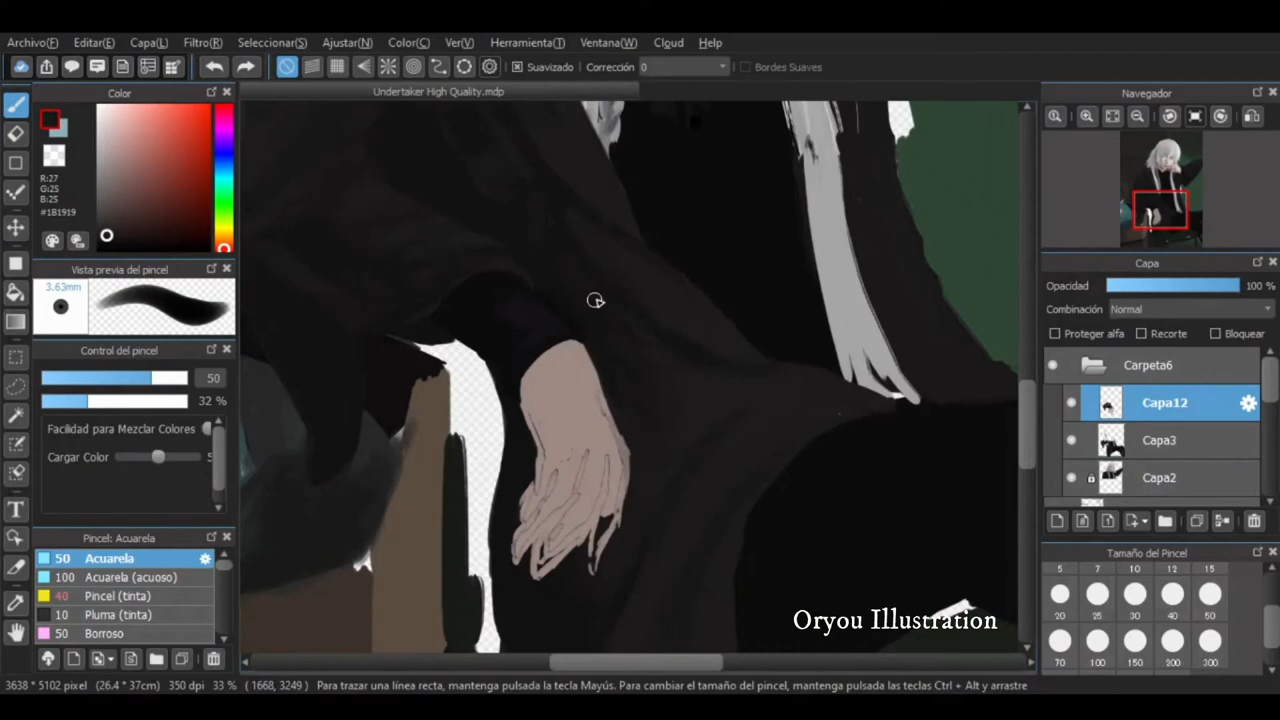 Archivo(F) Editar(E) Capa(L) Filtro(R) Seleccionar(S) Ajustar(N) Color(C) Ver(V) Herramienta(T) Ventana(W) Cloud Help
Suavizado Corrección 0 Bordes Suaves
Color
Undertaker High Quality.mdp
Navegador
R:27
G:25
B:25
#1B1919
Vista previa del pincel
3.63mm
Capa
Opacidad 100 %
Combinación Normal
Proteger alfa Recorte Bloquear
Control del pincel
50
32 %
Facilidad para Mezclar Colores
Cargar Color 5
Carpeta6
Capa12
Capa3
Capa2
Pincel: Acuarela
50 Acuarela
100 Acuarela (acuoso)
40 Pincel (tinta)
10 Pluma (tinta)
50 Borroso
Tamaño del Pincel
5 7 10 12 15
20 25 30 40 50
70 100 150 200 300
Oryou Illustration
3638 * 5102 pixel (26.4 * 37cm) 350 dpi 33 % ( 1668, 3249) Para trazar una línea recta, mantenga pulsada la tecla Mayús. Para cambiar el tamaño del pincel, mantenga pulsadas las teclas Ctrl + Alt y arrastre